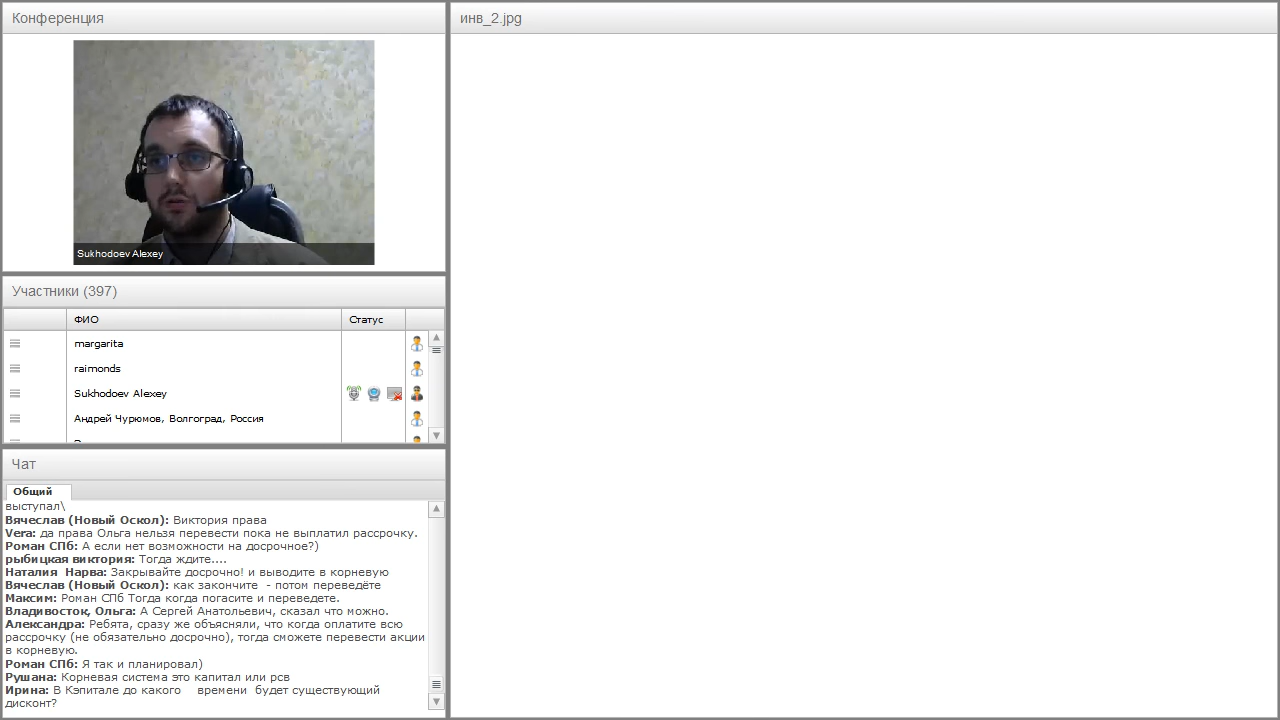 Конференция
инв_2.jpg
Sukhodoev Alexey
Участники (397)
ФИО
Статус
margarita
raimonds
Sukhodoev Alexey
Андрей Чурюмов, Волгоград, Россия
Чат
Общий
выступал\
Вячеслав (Новый Оскол): Виктория права
Vera: да права Ольга нельзя перевести пока не выплатил рассрочку.
Роман СПб: А если нет возможности на досрочное?)
рыбицкая виктория: Тогда ждите....
Наталия Нарва: Закрывайте досрочно! и выводите в корневую
Вячеслав (Новый Оскол): как закончите - потом переведёте
Максим: Роман СПб Тогда когда погасите и переведете.
Владивосток, Ольга: А Сергей Анатольевич, сказал что можно.
Александра: Ребята, сразу же объясняли, что когда оплатите всю
рассрочку (не обязательно досрочно), тогда сможете перевести акции
в корневую.
Роман СПб: Я так и планировал)
Рушана: Корневая система это капитал или рсв
Ирина: В Кэпитале до какого времени будет существующий
дисконт?